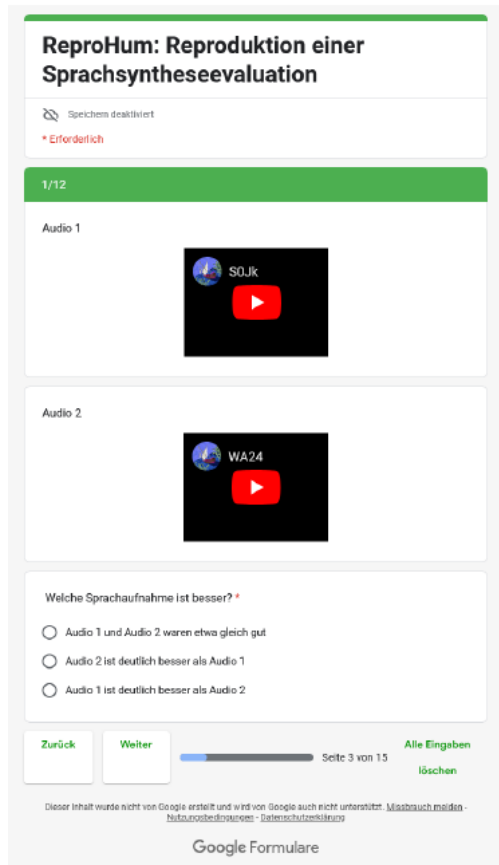 ReproHum: Reproduktion einer
Sprachsyntheseevaluation
Speichern deaktiviert
* Erforderlich
1/12
Audio 1
S0Jk
Audio 2
WA24
Welche Sprachaufnahme ist besser? *
Audio 1 und Audio 2 waren etwa gleich gut
Audio 2 ist deutlich besser als Audio 1
Audio 1 ist deutlich besser als Audio 2
Zurück
Weiter
Seite 3 von 15
Alle Eingaben
löschen
Dieser Inhalt wurde nicht von Google erstellt und wird von Google auch nicht unterstützt. Missbrauch melden -
Nutzungsbedingungen - Datenschutzerklärung
Google Formulare